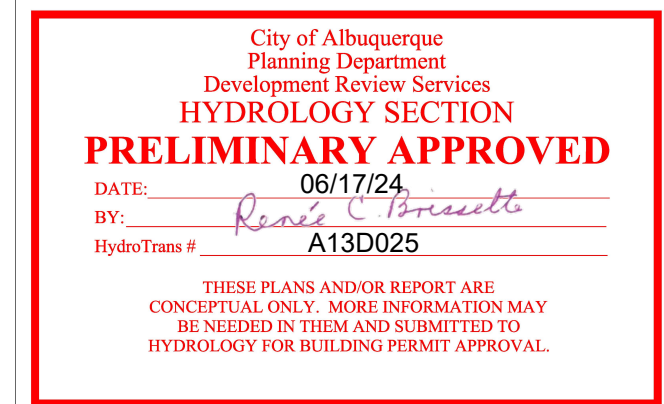 City of Albuquerque
Planning Department
Development Review Services
HYDROLOGY SECTION
PRELIMINARY APPROVED
DATE: 06/17/24
BY: Renée C. Brissette
HydroTrans # A13D025
THESE PLANS AND/OR REPORT ARE
CONCEPTUAL ONLY. MORE INFORMATION MAY
BE NEEDED IN THEM AND SUBMITTED TO
HYDROLOGY FOR BUILDING PERMIT APPROVAL.